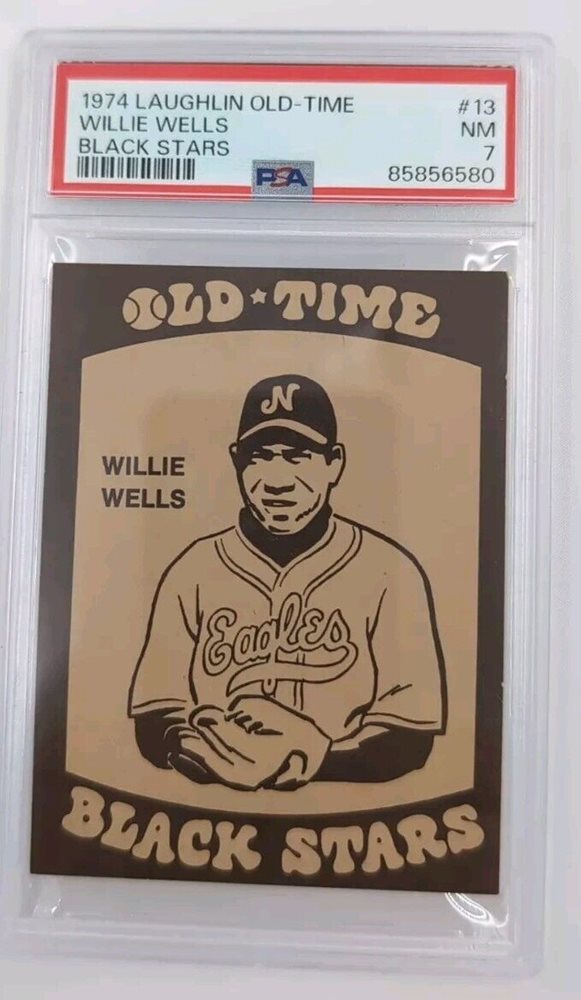 1974 LAUGHLIN OLD-TIME #13
WILLIE WELLS NM
BLACK STARS 7
PSA 85856580
OLD★TIME
N
WILLIE
WELLS
Eagles
BLACK STARS